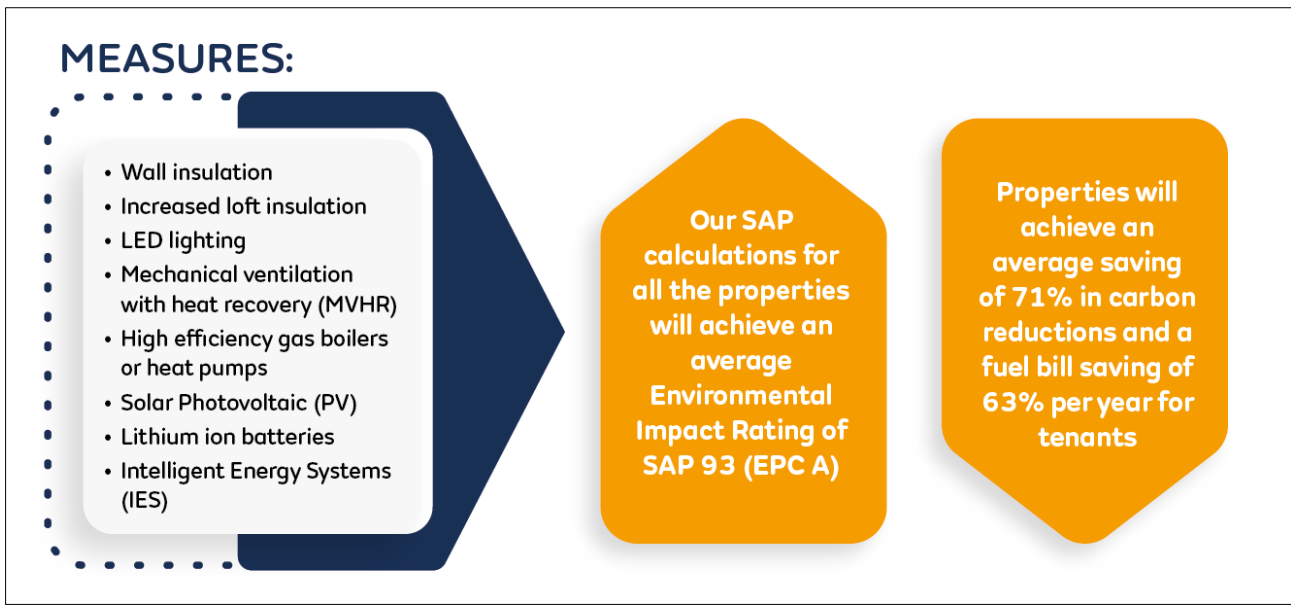 MEASURES:
• Wall insulation
• Increased loft insulation
• LED lighting
• Mechanical ventilation
with heat recovery (MVHR)
• High efficiency gas boilers
or heat pumps
• Solar Photovoltaic (PV)
• Lithium ion batteries
• Intelligent Energy Systems
(IES)
Our SAP
calculations for
all the properties
will achieve an
average
Environmental
Impact Rating of
SAP 93 (EPC A)
Properties will
achieve an
average saving
of 71% in carbon
reductions and a
fuel bill saving of
63% per year for
tenants